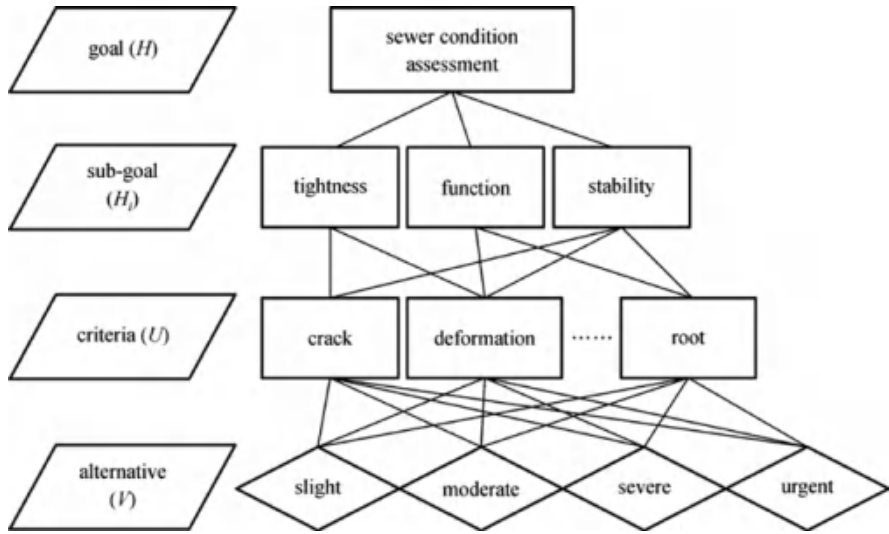 goal (H)
sewer condition
assessment
sub-goal
(Hi)
tightness
function
stability
criteria (U)
crack
deformation
......
root
alternative
(V)
slight
moderate
severe
urgent